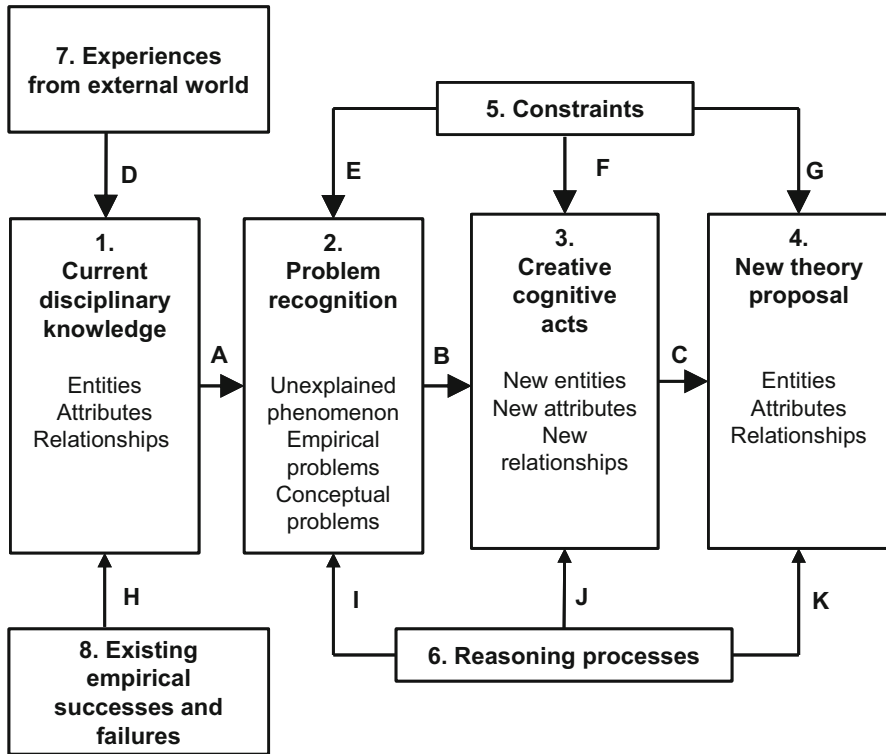 7. Experiences
from external world
5. Constraints
D
E
F
G
1.
Current
disciplinary
knowledge
Entities
Attributes
Relationships
A
2.
Problem
recognition
Unexplained
phenomenon
Empirical
problems
Conceptual
problems
B
3.
Creative
cognitive
acts
New entities
New attributes
New
relationships
C
4.
New theory
proposal
Entities
Attributes
Relationships
H
I
J
K
8. Existing
empirical
successes and
failures
6. Reasoning processes